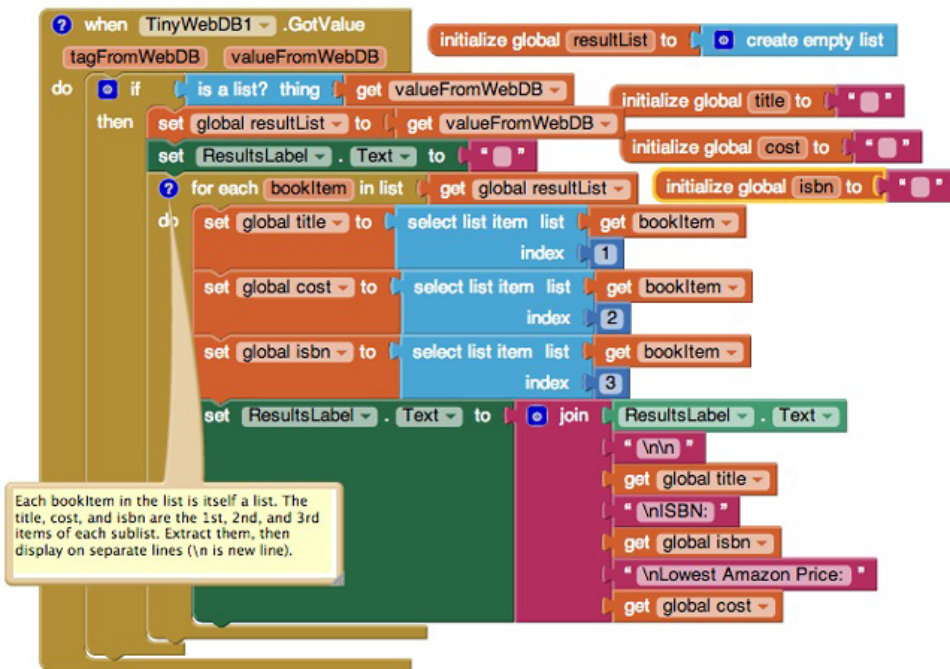 when TinyWebDB1 .GotValue
initialize global resultList to create empty list
tagFromWebDB valueFromWebDB
do if is a list? thing get valueFromWebDB
initialize global title to " "
then set global resultList to get valueFromWebDB
initialize global cost to " "
set ResultsLabel . Text to " "
for each bookItem in list get global resultList
initialize global isbn to " "
do set global title to select list item list get bookItem
index 1
set global cost to select list item list get bookItem
index 2
set global isbn to select list item list get bookItem
index 3
set ResultsLabel . Text to join ResultsLabel . Text
" \n\n "
get global title
" \nISBN: "
get global isbn
" \nLowest Amazon Price: "
get global cost
Each bookItem in the list is itself a list. The
title, cost, and isbn are the 1st, 2nd, and 3rd
items of each sublist. Extract them, then
display on separate lines (\n is new line).